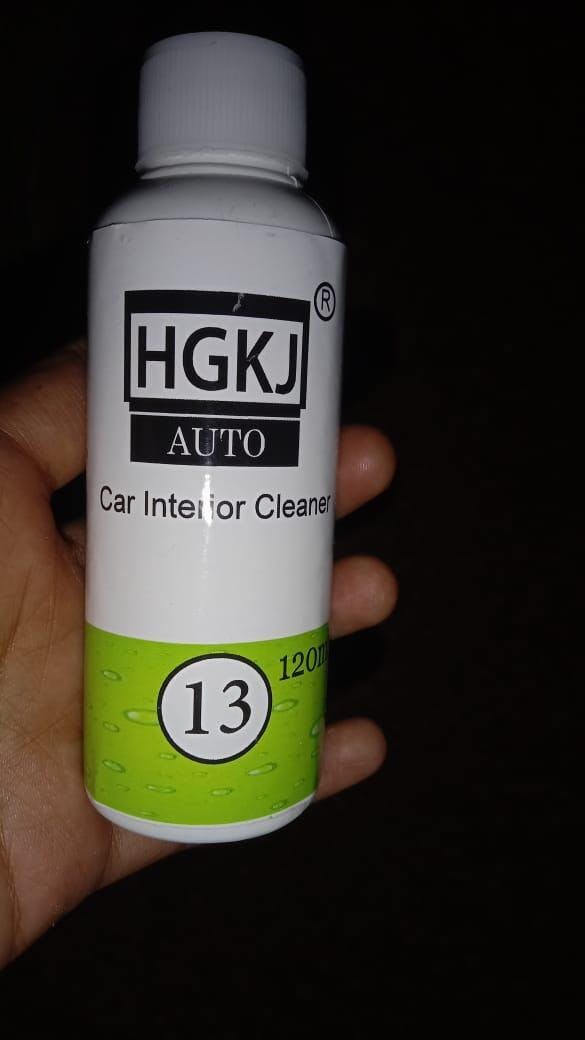 ®
HGKJ
AUTO
Car Interior Cleaner
120m
13